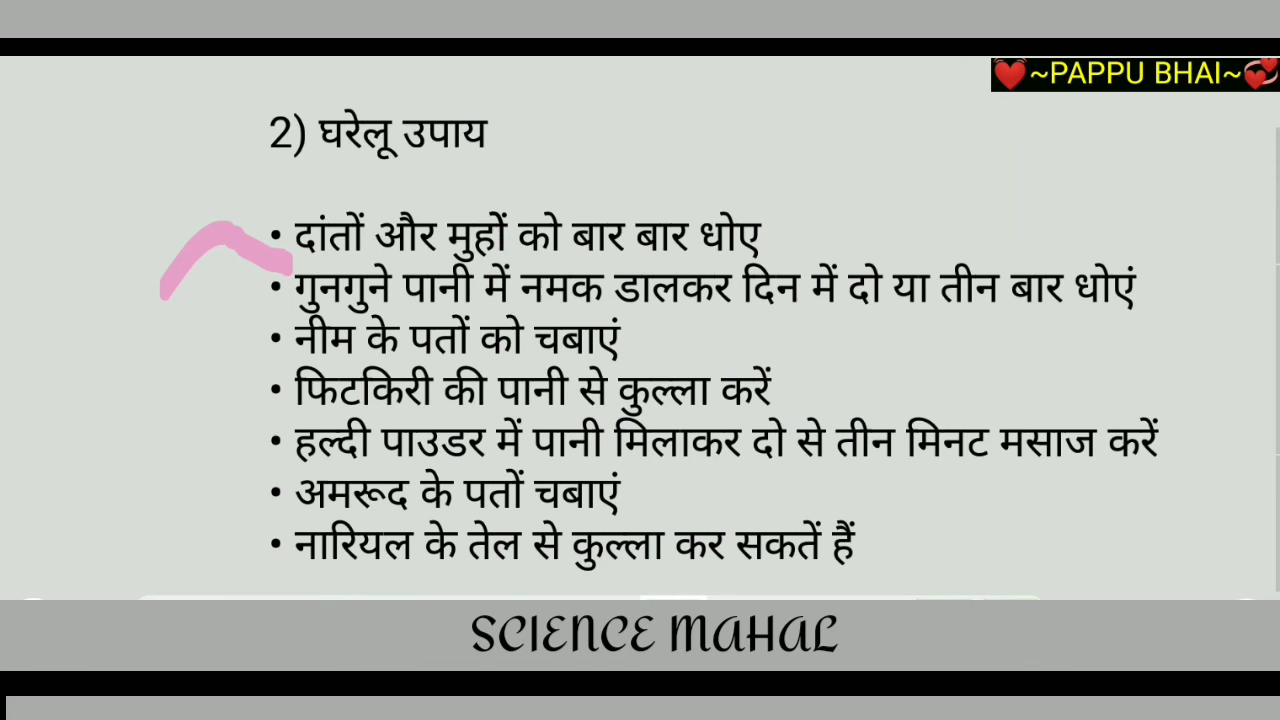 ❤️~PAPPU BHAI~💞
2) घरेलू उपाय
• दांतों और मुहों को बार बार धोए
• गुनगुने पानी में नमक डालकर दिन में दो या तीन बार धोएं
• नीम के पतों को चबाएं
• फिटकिरी की पानी से कुल्ला करें
• हल्दी पाउडर में पानी मिलाकर दो से तीन मिनट मसाज करें
• अमरूद के पतों चबाएं
• नारियल के तेल से कुल्ला कर सकतें हैं
SCIENCE MAHAL